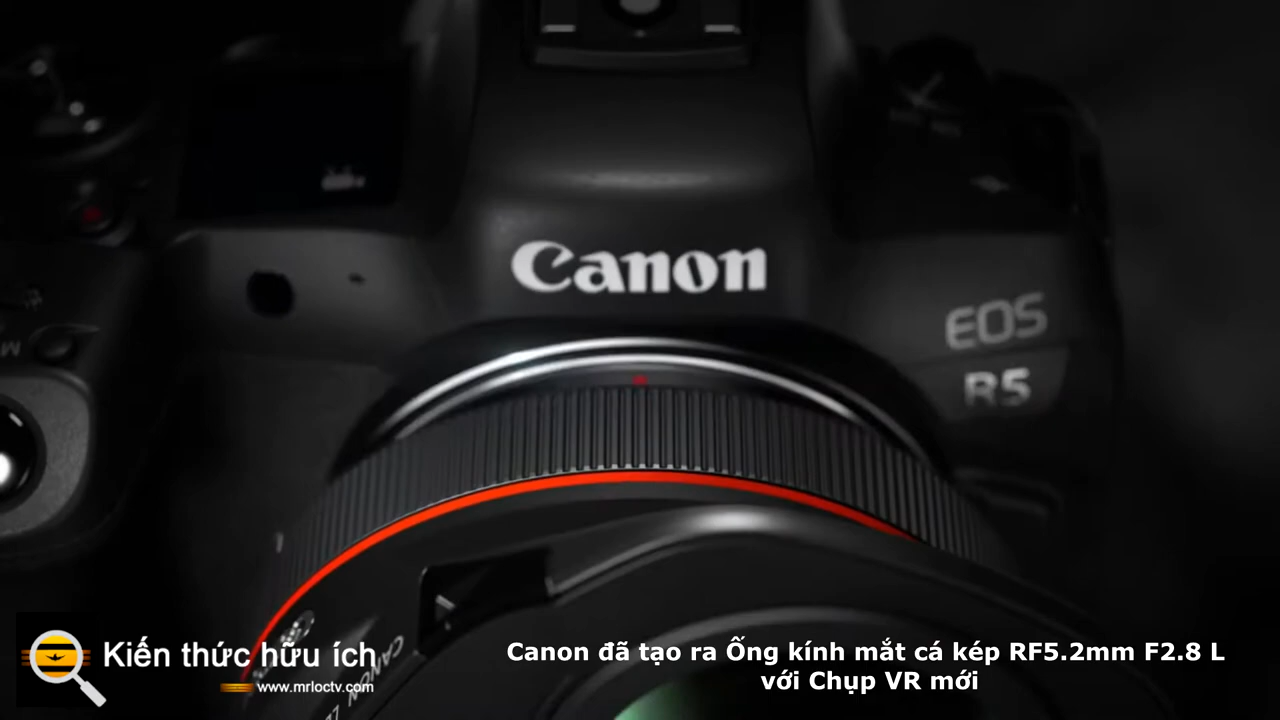 Canon
EOS
R5
M
CANON
Kiến thức hữu ích
www.mrloctv.com
Canon đã tạo ra Ống kính mắt cá kép RF5.2mm F2.8 L
với Chụp VR mới